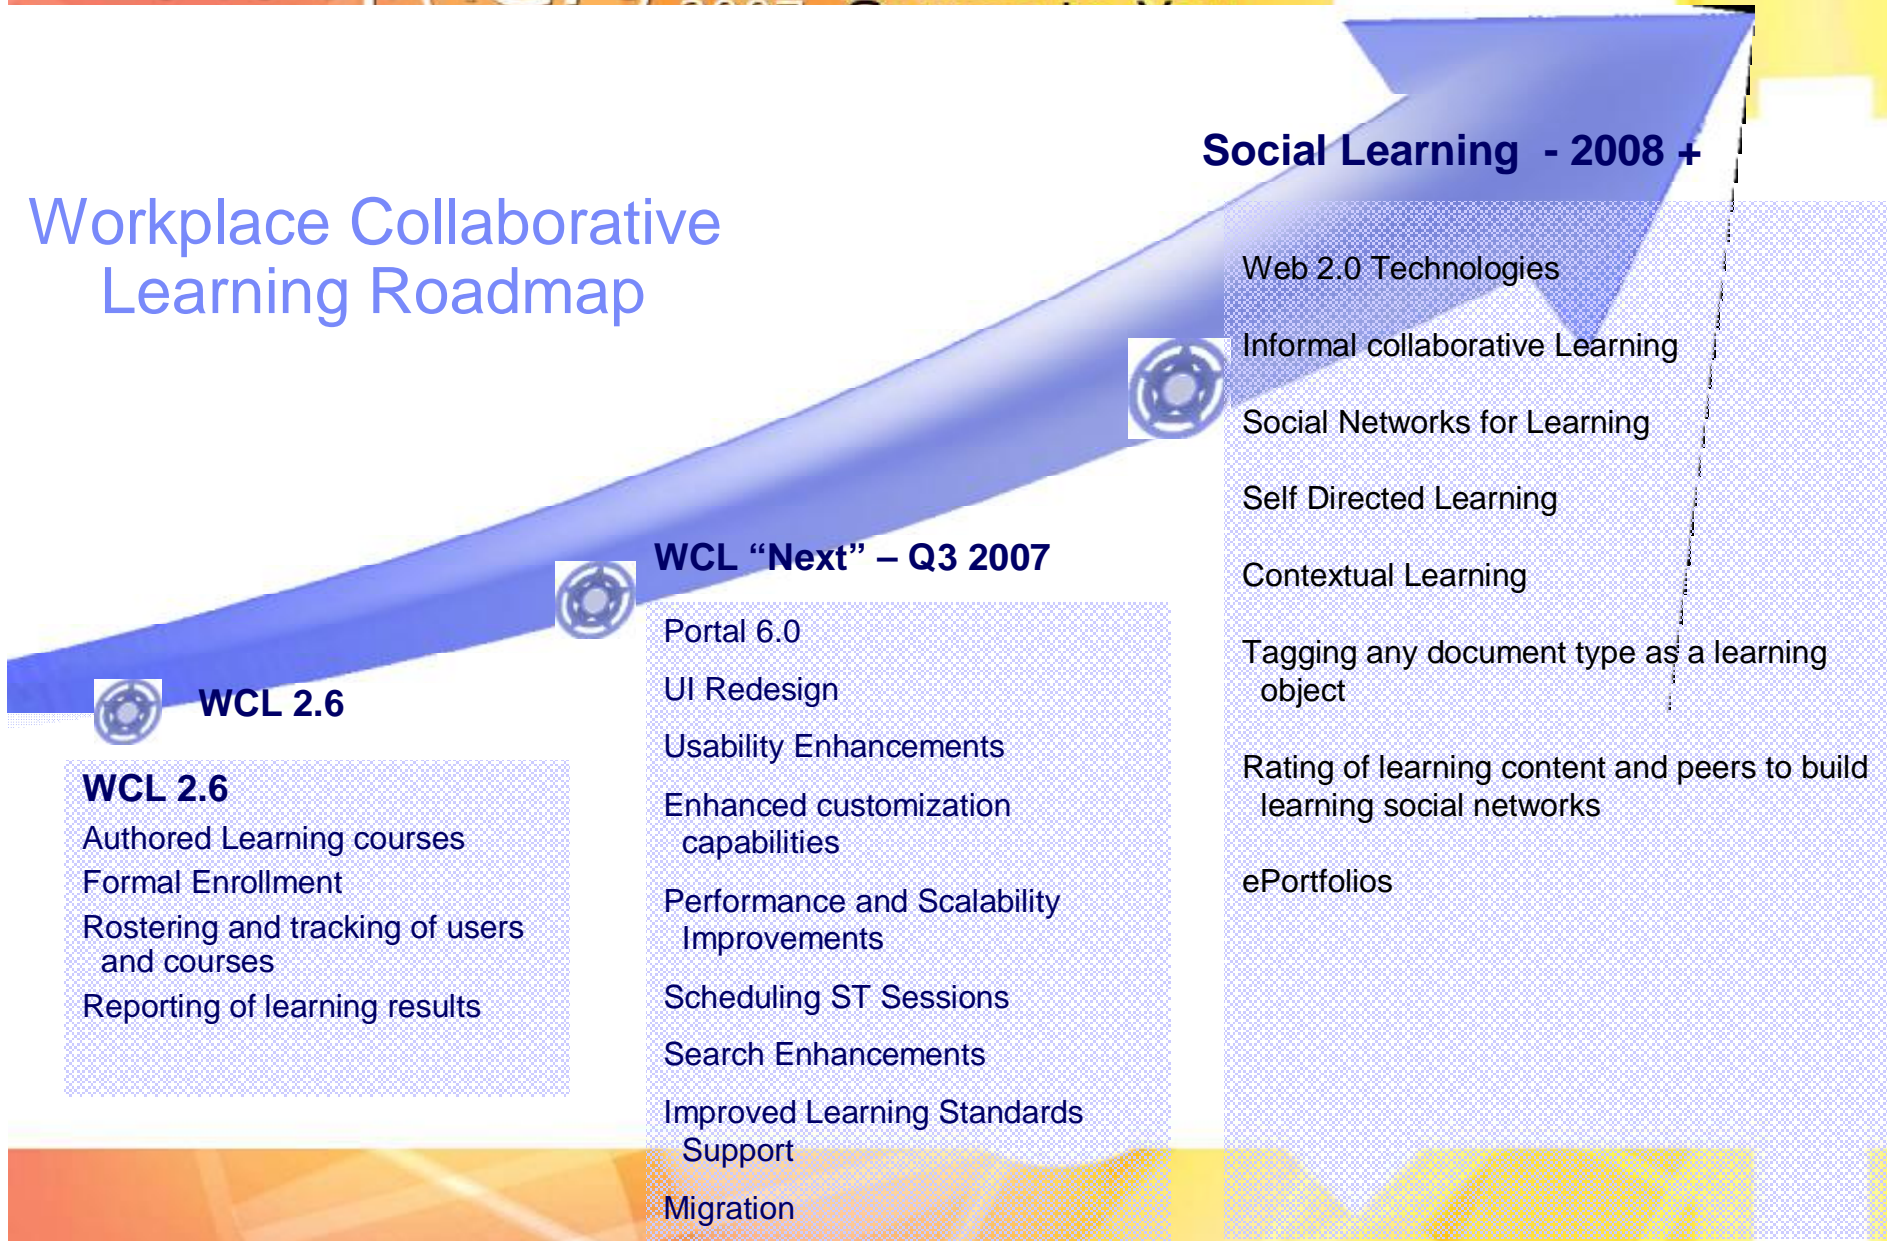 Workplace Collaborative
Learning Roadmap
WCL 2.6
WCL 2.6
Authored Learning courses
Formal Enrollment
Rostering and tracking of users
and courses
Reporting of learning results
WCL “Next” – Q3 2007
Portal 6.0
UI Redesign
Usability Enhancements
Enhanced customization
capabilities
Performance and Scalability
Improvements
Scheduling ST Sessions
Search Enhancements
Improved Learning Standards
Support
Migration
Social Learning - 2008 +
Web 2.0 Technologies
Informal collaborative Learning
Social Networks for Learning
Self Directed Learning
Contextual Learning
Tagging any document type as a learning
object
Rating of learning content and peers to build
learning social networks
ePortfolios